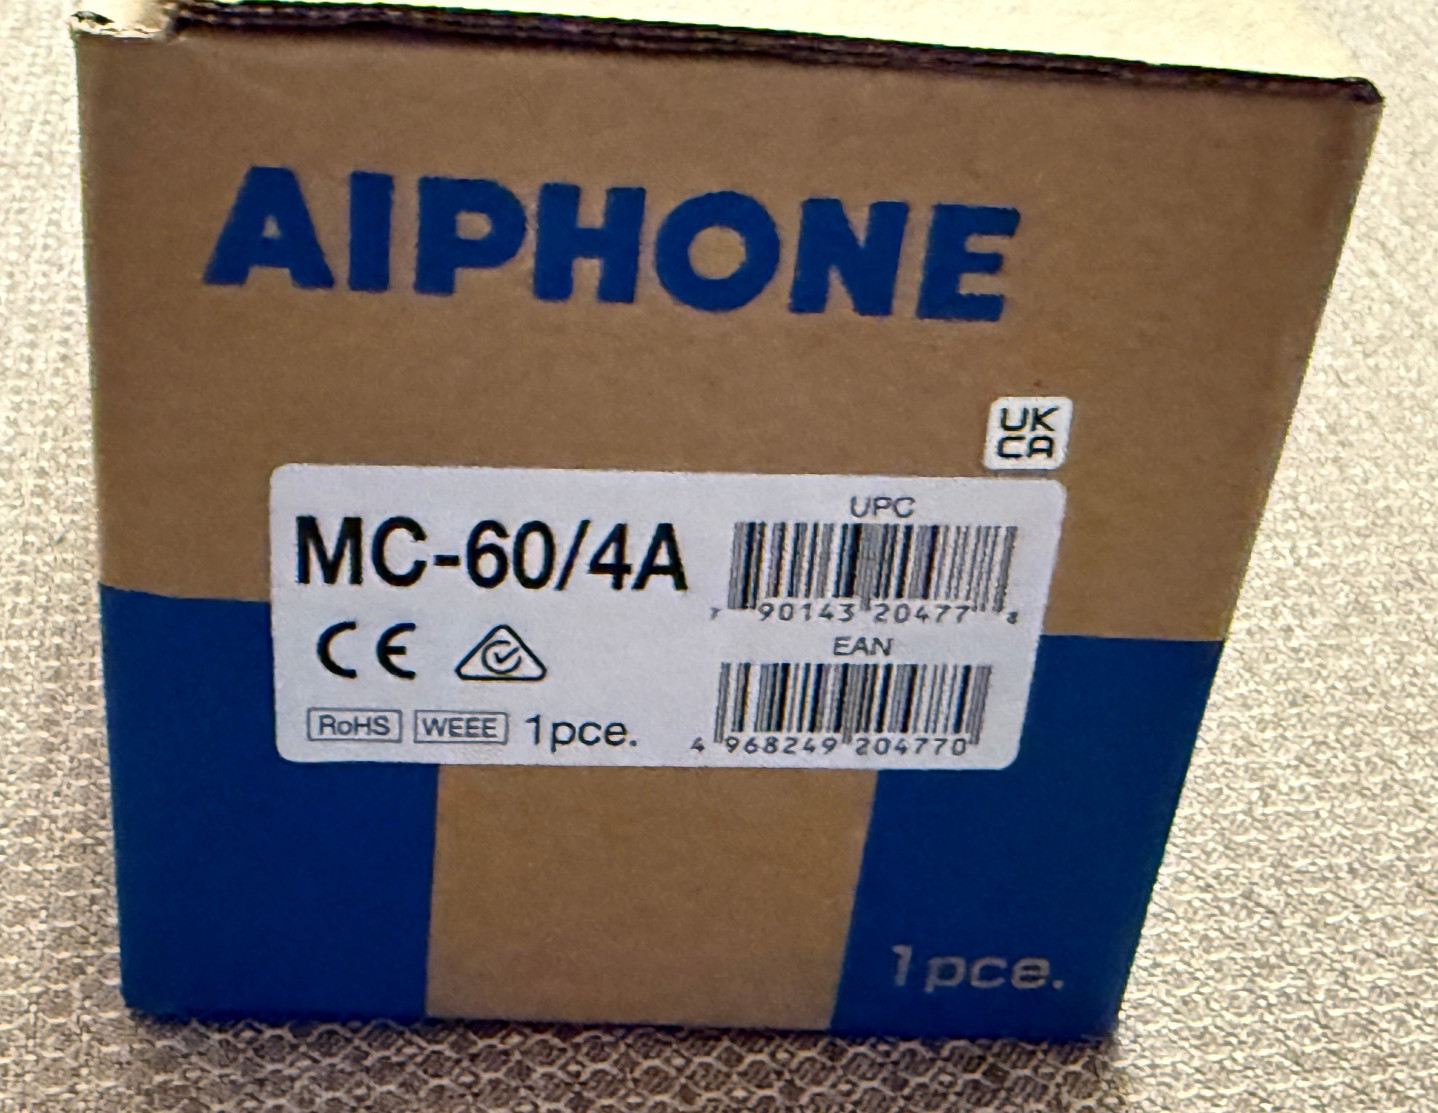 AIPHONE
UK
CA
MC-60/4A
UPC
7 90143 20477 8
CE
EAN
RoHS WEEE 1pce.
4 968249 204770
1pce.